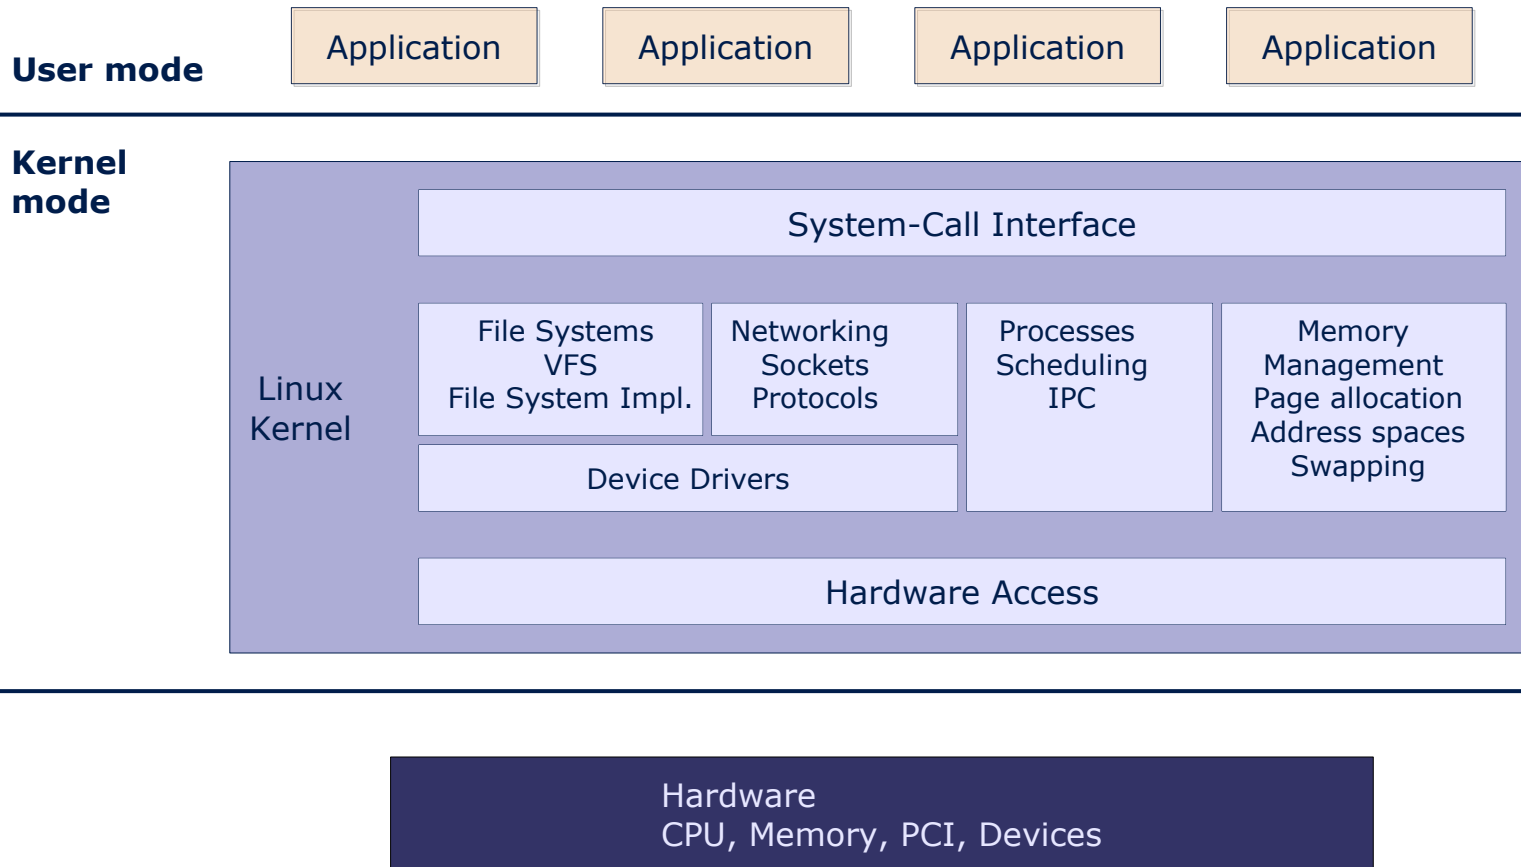 Application
Application
Application
Application
User mode
Kernel
mode
System-Call Interface
Linux
Kernel
File Systems
VFS
File System Impl.
Networking
Sockets
Protocols
Processes
Scheduling
IPC
Memory
Management
Page allocation
Address spaces
Swapping
Device Drivers
Hardware Access
Hardware
CPU, Memory, PCI, Devices